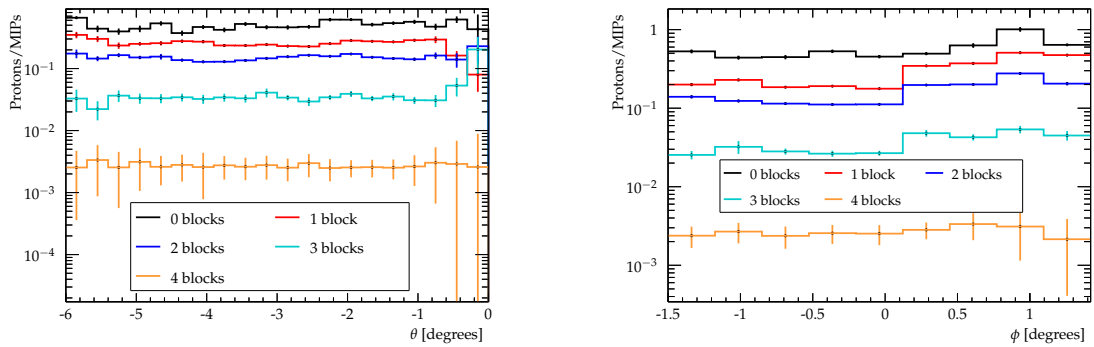 Protons/MIPs
10⁻¹
10⁻²
10⁻³
10⁻⁴
0 blocks
1 block
2 blocks
3 blocks
4 blocks
-6 -5 -4 -3 -2 -1 0
θ [degrees]
Protons/MIPs
1
10⁻¹
10⁻²
10⁻³
0 blocks 1 block 2 blocks
3 blocks 4 blocks
-1.5 -1 -0.5 0 0.5 1
ϕ [degrees]